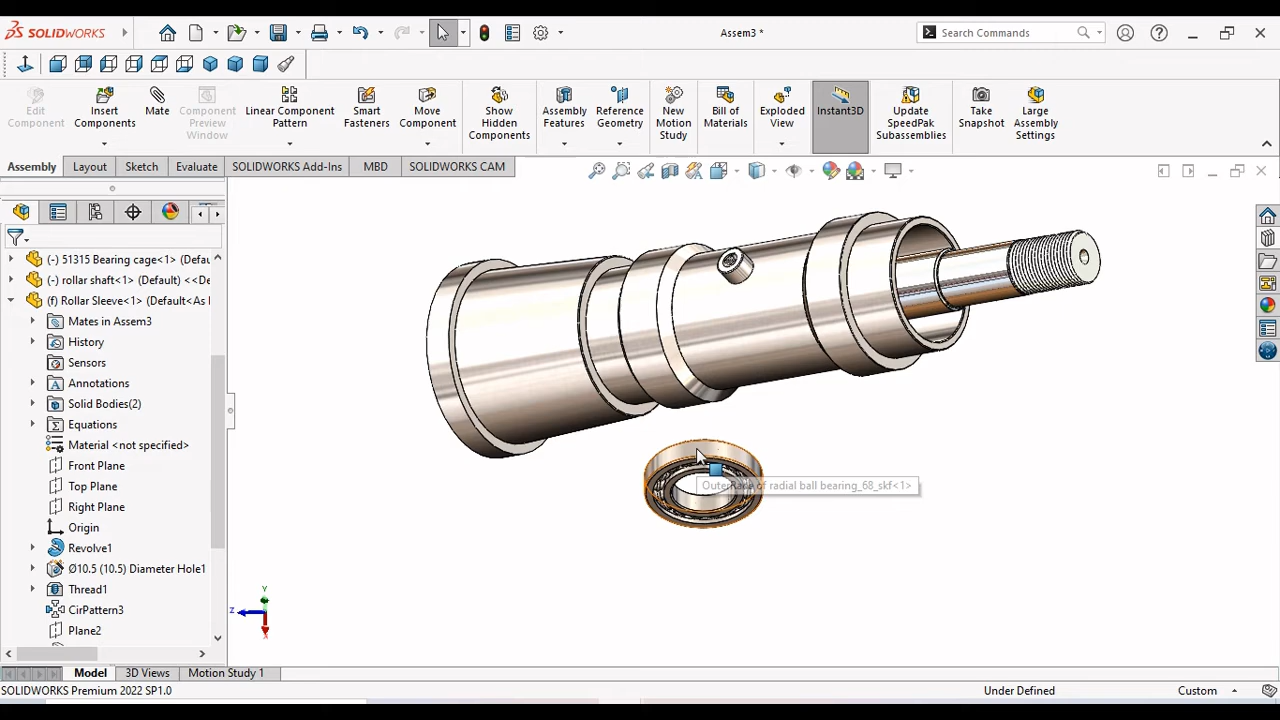 SOLIDWORKS
Assem3 *
Search Commands
Edit
Component
Insert
Components
Mate
Component
Preview
Window
Linear Component
Pattern
Smart
Fasteners
Move
Component
Show
Hidden
Components
Assembly
Features
Reference
Geometry
New
Motion
Study
Bill of
Materials
Exploded
View
Instant3D
Update
SpeedPak
Subassemblies
Take
Snapshot
Large
Assembly
Settings
Assembly
Layout
Sketch
Evaluate
SOLIDWORKS Add-Ins
MBD
SOLIDWORKS CAM
(-) 51315 Bearing cage<1> (Defau
(-) rollar shaft<1> (Default) <<De
(f) Rollar Sleeve<1> (Default<As
Mates in Assem3
History
Sensors
Annotations
Solid Bodies(2)
Equations
Material <not specified>
Front Plane
Top Plane
Right Plane
Origin
Revolve1
Ø10.5 (10.5) Diameter Hole1
Thread1
CirPattern3
Plane2
of radial ball bearing_68_skf<1>
Y
Z
X
Model
3D Views
Motion Study 1
SOLIDWORKS Premium 2022 SP1.0
Under Defined
Custom